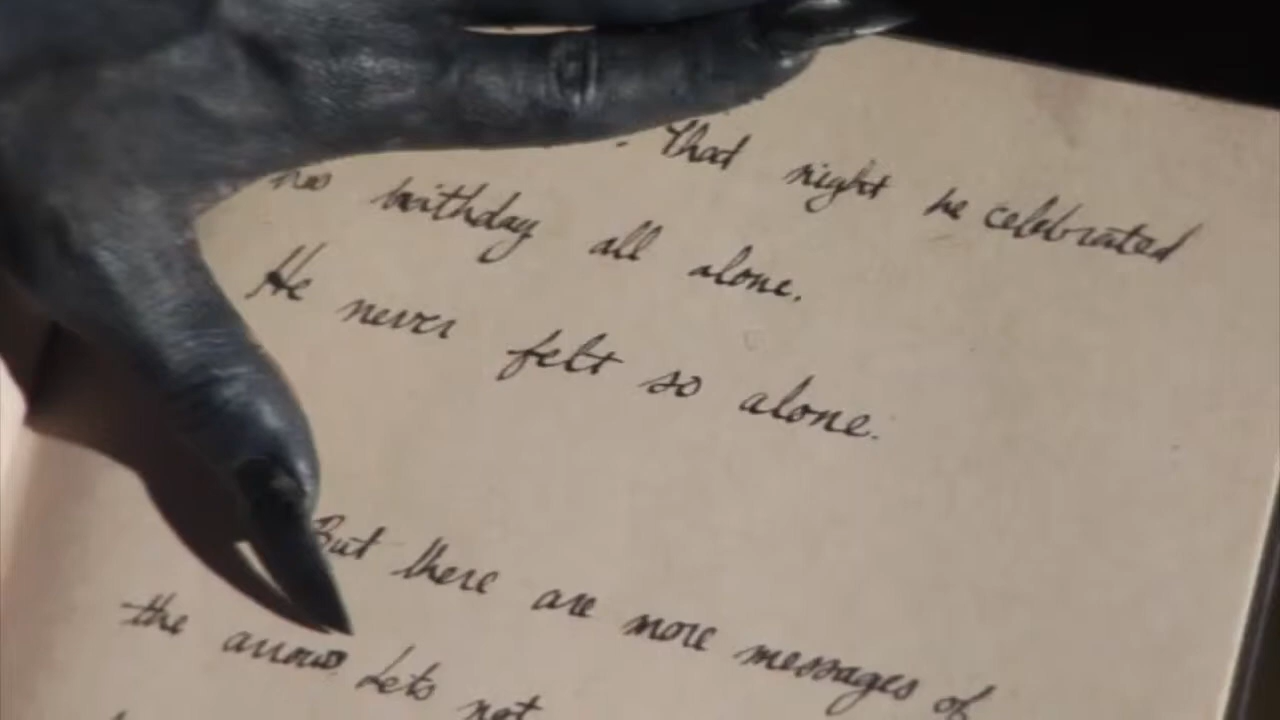 . That night he celebrated
his birthday all alone.
He never felt so alone.
But there are more messages of
the arrow. Lets not